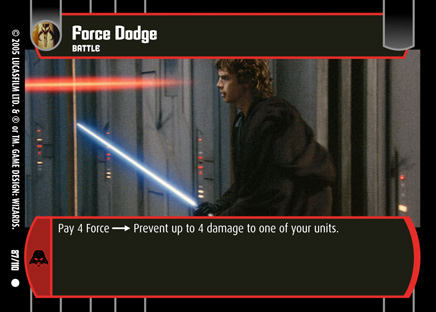 Force Dodge
BATTLE
Pay 4 Force → Prevent up to 4 damage to one of your units.
© 2005 LUCASFILM LTD. & ® or TM. GAME DESIGN: WIZARDS.
87/110